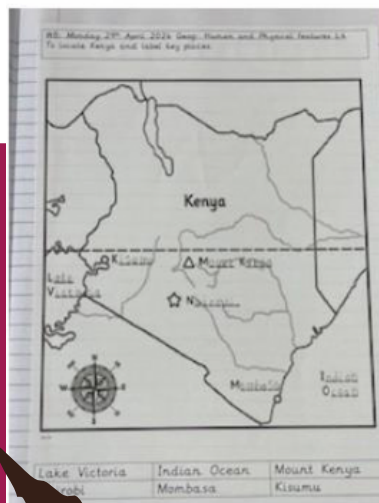 WB: Monday 29th April 2024 Geog: Human and Physical features LA
To locate Kenya and label key places
Kenya
Kisumu
Mount Kenya
Lake
Victoria
Nairobi
Mombasa
Indian
Ocean
N
E
S
W
Lake Victoria
Indian Ocean
Mount Kenya
Mombasa
Kisumu